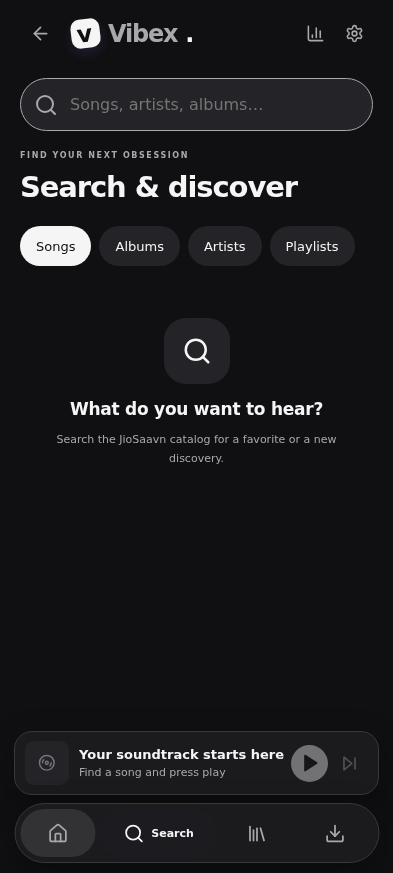 V Vibex .
Songs, artists, albums...
FIND YOUR NEXT OBSESSION
Search & discover
Songs Albums Artists Playlists
What do you want to hear?
Search the JioSaavn catalog for a favorite or a new
discovery.
Your soundtrack starts here
Find a song and press play
Search